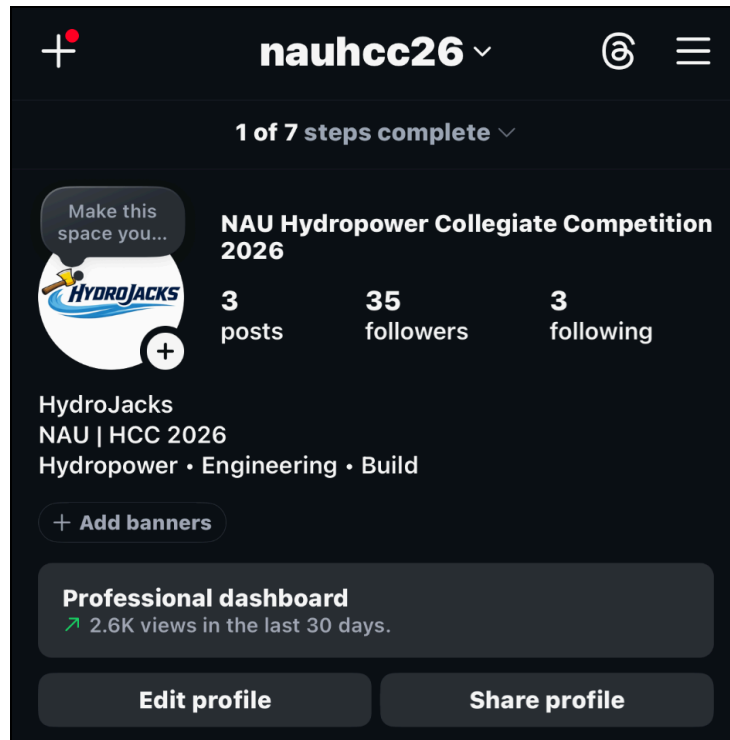 nauhcc26
1 of 7 steps complete
Make this
space you...
HYDROJACKS
NAU Hydropower Collegiate Competition
2026
3 35 3
posts followers following
HydroJacks
NAU | HCC 2026
Hydropower • Engineering • Build
+ Add banners
Professional dashboard
2.6K views in the last 30 days.
Edit profile Share profile